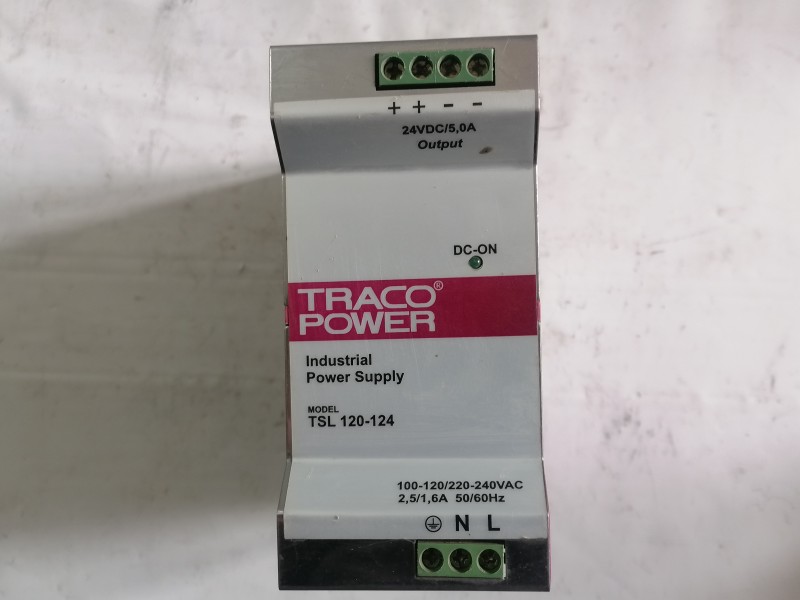 + + - -
24VDC/5,0A
Output
DC-ON
TRACO®
POWER
Industrial
Power Supply
MODEL
TSL 120-124
100-120/220-240VAC
2,5/1,6A 50/60Hz
⏚ N L